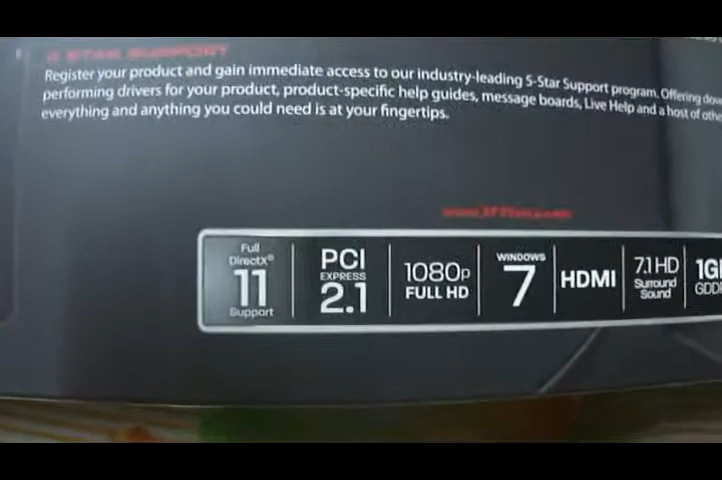 5 STAR SUPPORT
Register your product and gain immediate access to our industry-leading 5-Star Support program. Offering
performing drivers for your product, product-specific help guides, message boards, Live Help and a host of
everything and anything you could need is at your fingertips.
Full
DirectX®
11
Support
PCI
EXPRESS
2.1
1080p
FULL HD
WINDOWS
7
HDMI
7.1 HD
Surround
Sound